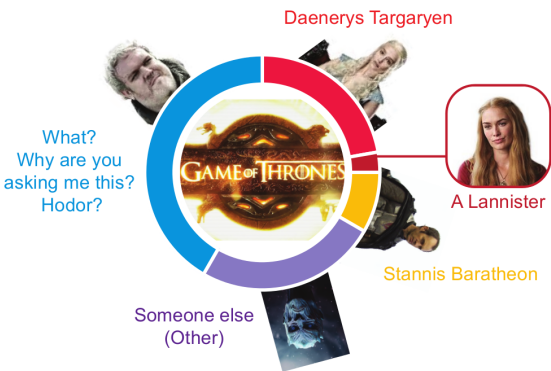 Daenerys Targaryen
What?
Why are you
asking me this?
Hodor?
GAME OF THRONES
A Lannister
Stannis Baratheon
Someone else
(Other)